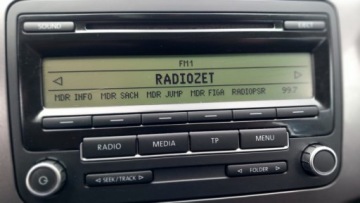 SOUND
EJECT
FM1
RADIOZET
MDR INFO MDR SACH MDR JUMP MDR FIGA RADIOPSR 99.7
RADIO MEDIA TP MENU
SEEK / TRACK FOLDER